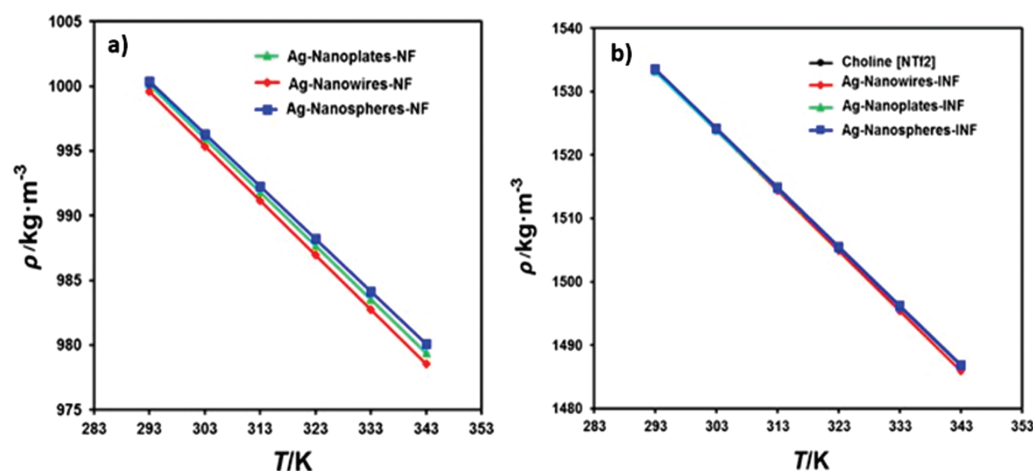 a)
1005
1000
995
990
985
980
975
ρ/kg·m⁻³
Ag-Nanoplates-NF
Ag-Nanowires-NF
Ag-Nanospheres-NF
283 293 303 313 323 333 343 353
T/K
b)
1540
1530
1520
1510
1500
1490
1480
ρ/kg·m⁻³
Choline [NTf2]
Ag-Nanowires-INF
Ag-Nanoplates-INF
Ag-Nanospheres-INF
283 293 303 313 323 333 343 353
T/K